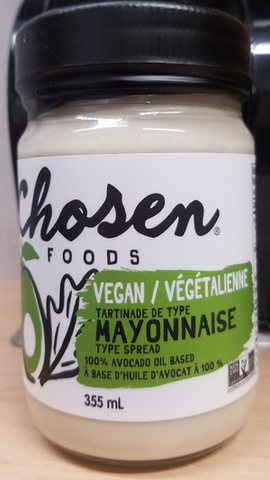 Chosen®
FOODS
VEGAN / VÉGÉTALIENNE
TARTINADE DE TYPE
MAYONNAISE
TYPE SPREAD
100% AVOCADO OIL BASED
À BASE D'HUILE D'AVOCAT À 100 %
355 mL